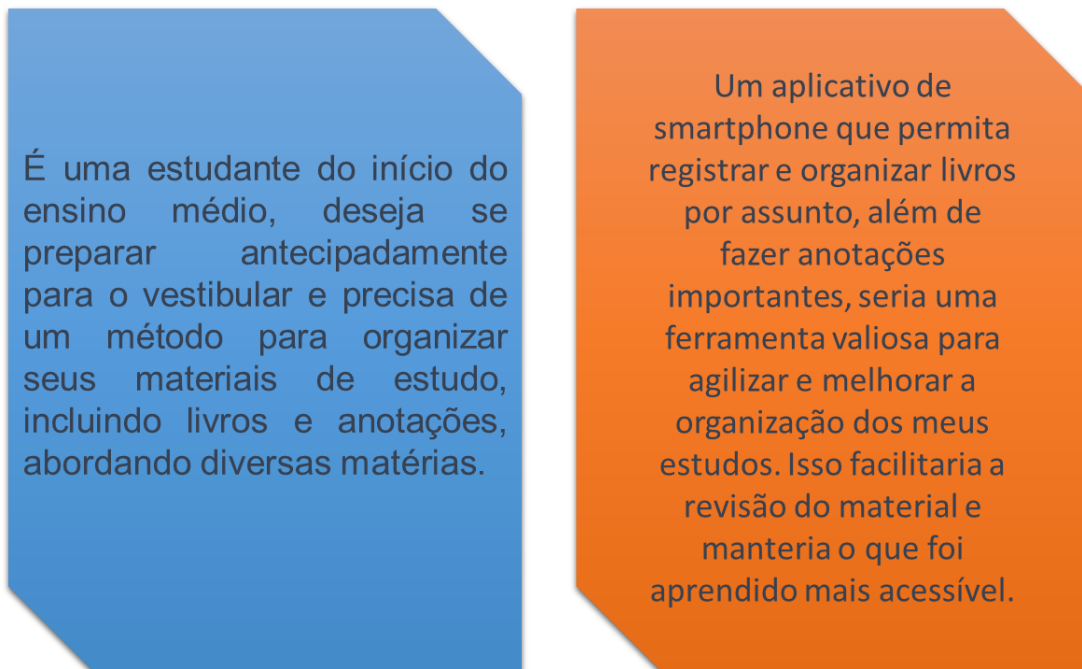 É uma estudante do início do
ensino médio, deseja se
preparar antecipadamente
para o vestibular e precisa de
um método para organizar
seus materiais de estudo,
incluindo livros e anotações,
abordando diversas matérias.
Um aplicativo de
smartphone que permita
registrar e organizar livros
por assunto, além de
fazer anotações
importantes, seria uma
ferramenta valiosa para
agilizar e melhorar a
organização dos meus
estudos. Isso facilitaria a
revisão do material e
manteria o que foi
aprendido mais acessível.